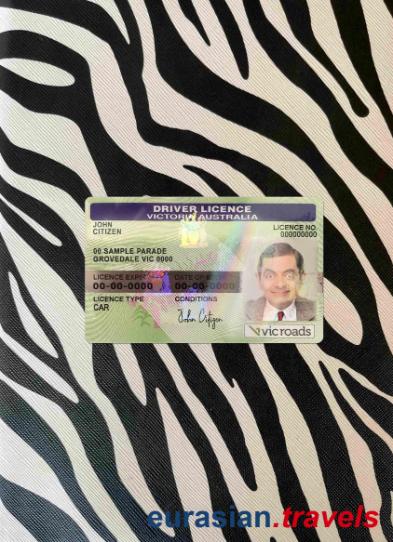 DRIVER LICENCE
VICTORIA AUSTRALIA
JOHN
CITIZEN
LICENCE NO.
000000000
00 SAMPLE PARADE
GROVEDALE VIC 0000
LICENCE EXPIRY DATE OF
00-00-0000 00-00-0000
LICENCE TYPE CONDITIONS
CAR
John Citizen
vicroads
eurasian.travels